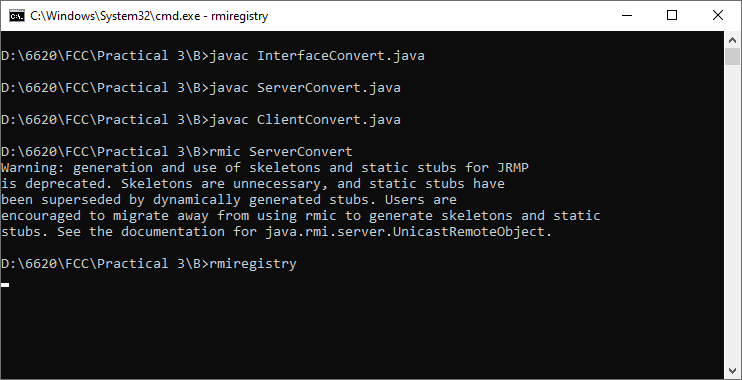 C:\Windows\System32\cmd.exe - rmiregistry
D:\6620\FCC\Practical 3\B>javac InterfaceConvert.java
D:\6620\FCC\Practical 3\B>javac ServerConvert.java
D:\6620\FCC\Practical 3\B>javac ClientConvert.java
D:\6620\FCC\Practical 3\B>rmic ServerConvert
Warning: generation and use of skeletons and static stubs for JRMP
is deprecated. Skeletons are unnecessary, and static stubs have
been superseded by dynamically generated stubs. Users are
encouraged to migrate away from using rmic to generate skeletons and static
stubs. See the documentation for java.rmi.server.UnicastRemoteObject.
D:\6620\FCC\Practical 3\B>rmiregistry